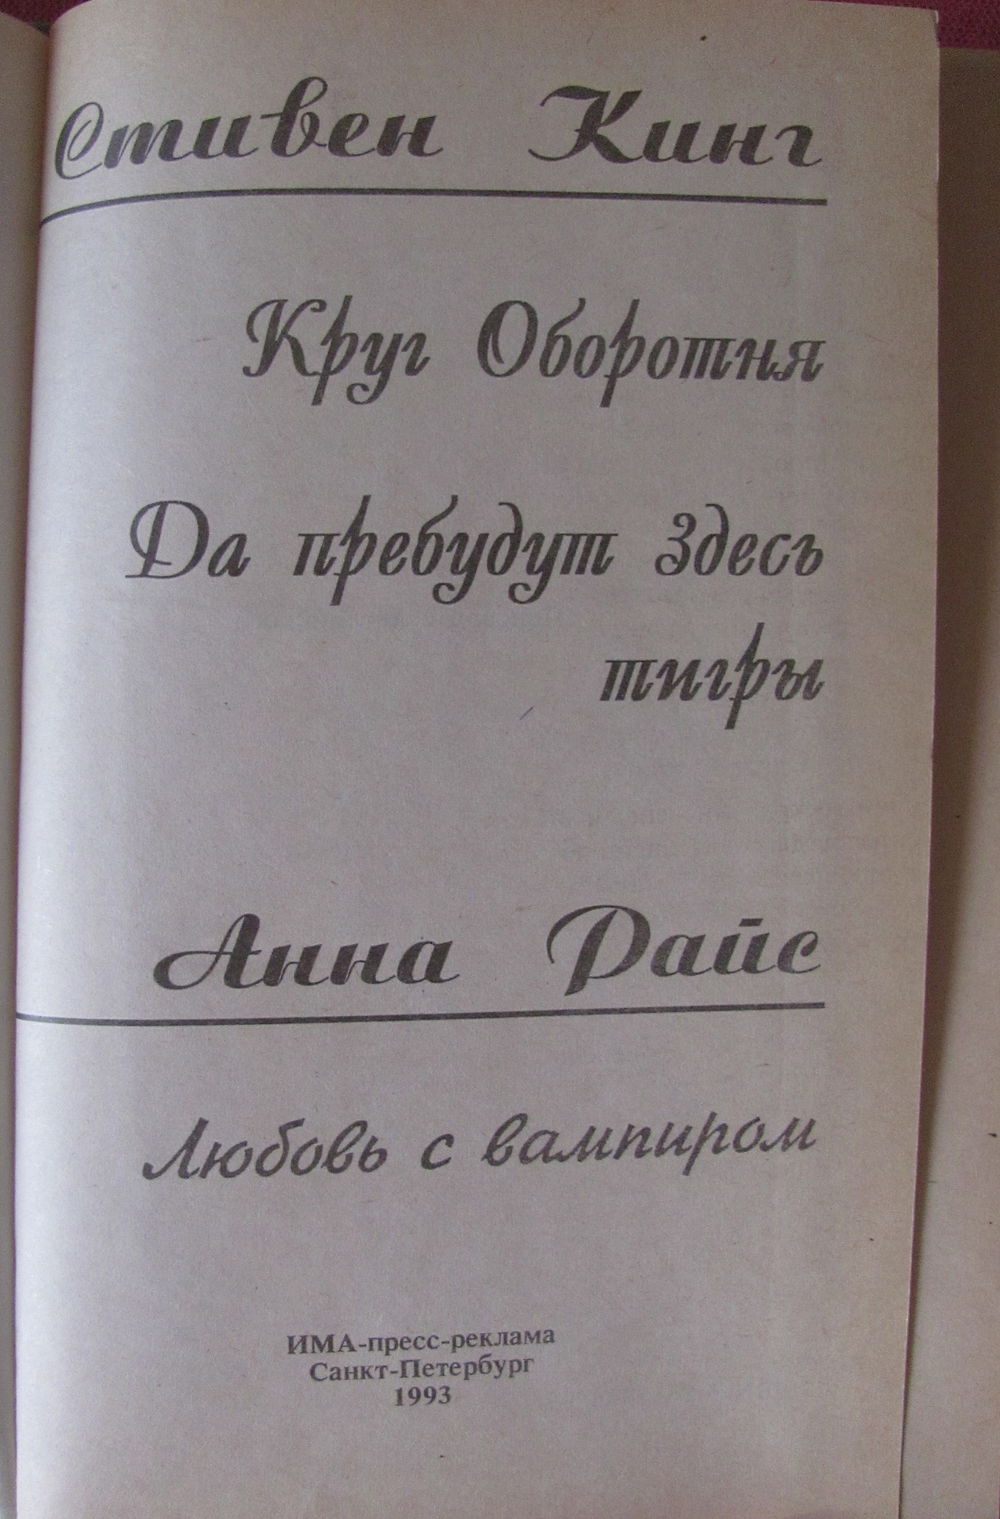 Стивен Кинг
Круг Оборотня
Да пребудут здесь
тигры
Анна Райс
Любовь с вампиром
ИМА-пресс-реклама
Санкт-Петербург
1993